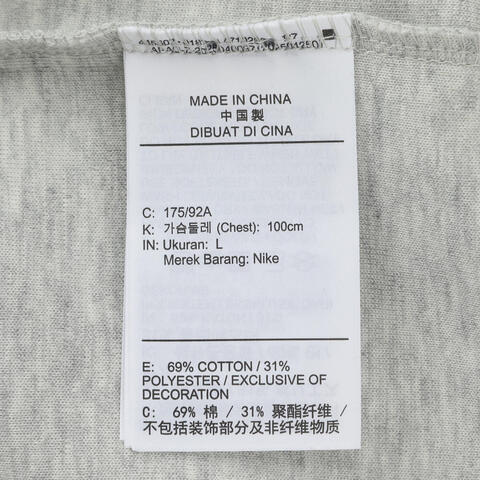 MADE IN CHINA
中国製
DIBUAT DI CINA
C: 175/92A
K: 가슴둘레 (Chest): 100cm
IN: Ukuran: L
Merek Barang: Nike
E: 69% COTTON / 31%
POLYESTER / EXCLUSIVE OF
DECORATION
C: 69% 棉 / 31% 聚酯纤维 /
不包括装饰部分及非纤维物质